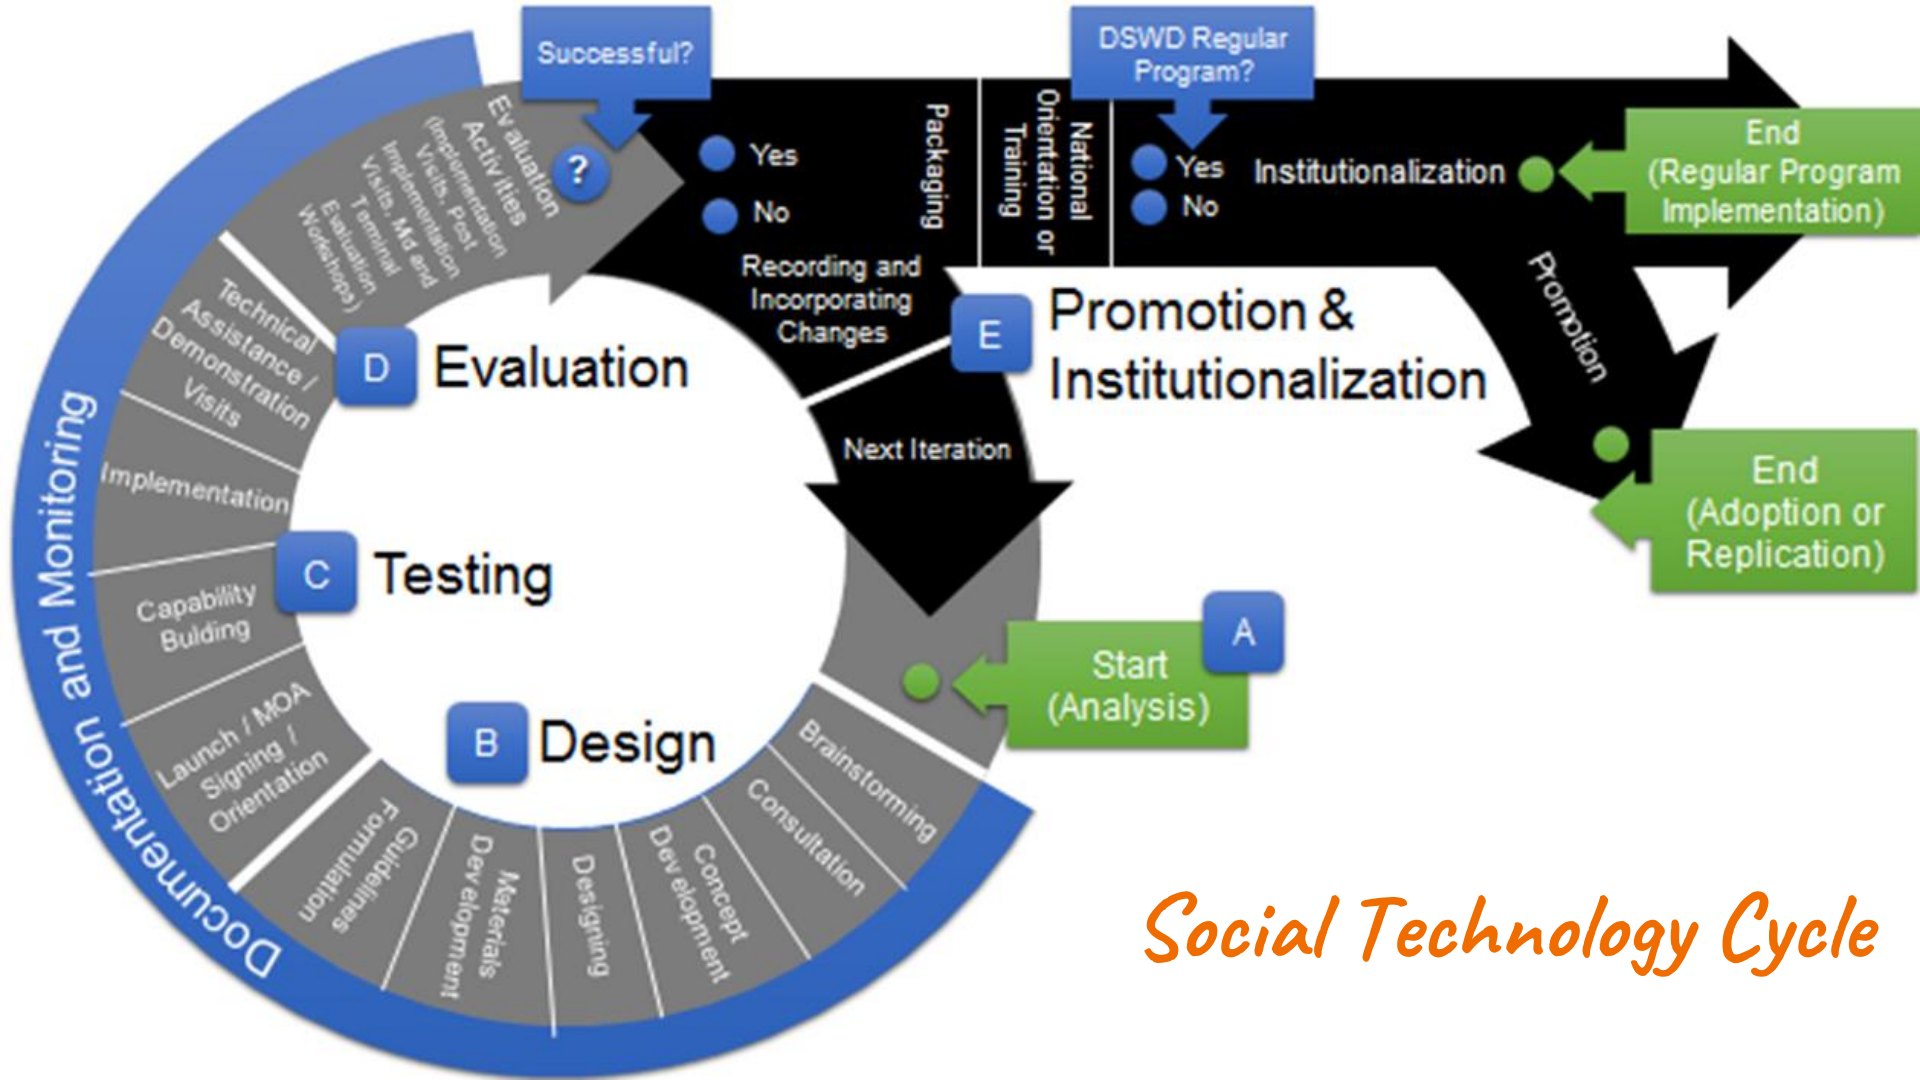 Successful?
DSWD Regular
Program?
Evaluation
Activities
(Implementation
Visits, Post
Implementation
Visits, Md and
Terminal
Evaluation
Workshops)
?
Yes
No
Recording and
Incorporating
Changes
Packaging
National
Orientation or
Training
Yes
No
Institutionalization
End
(Regular Program
Implementation)
Promotion
End
(Adoption or
Replication)
E
Promotion &
Institutionalization
Next Iteration
Start
(Analysis)
A
Brainstorming
Consultation
Concept
Development
Designing
Materials
Development
Guidelines
Formulation
B
Design
Launch / MOA
Signing /
Orientation
Capability
Bulding
Implementation
Technical
Assistance /
Demonstration
Visits
C
Testing
D
Evaluation
Documentation and Monitoring
Social Technology Cycle